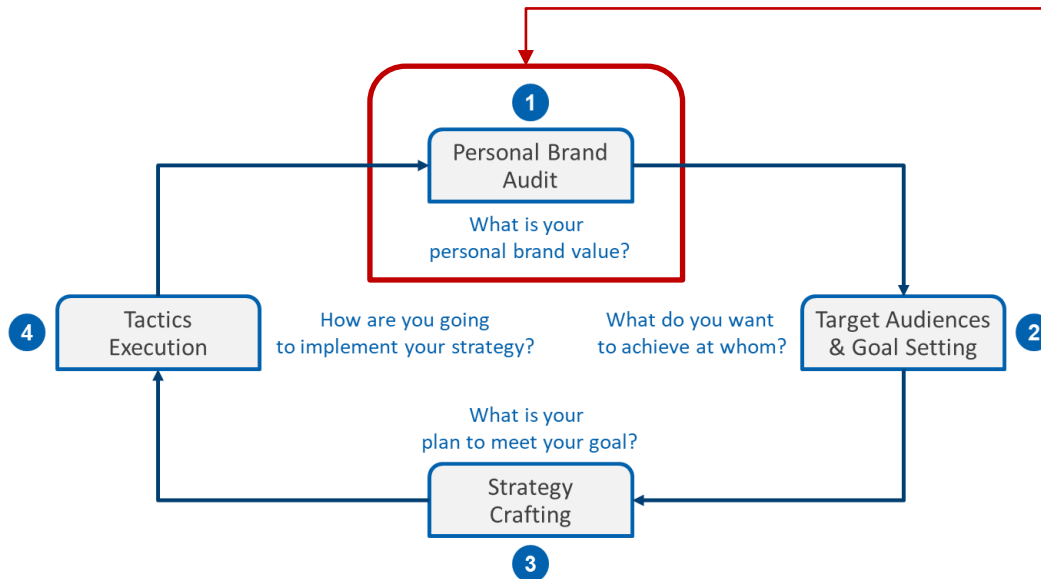 1
Personal Brand
Audit
What is your
personal brand value?
4
Tactics
Execution
How are you going
to implement your strategy?
What do you want
to achieve at whom?
Target Audiences
& Goal Setting
2
What is your
plan to meet your goal?
Strategy
Crafting
3